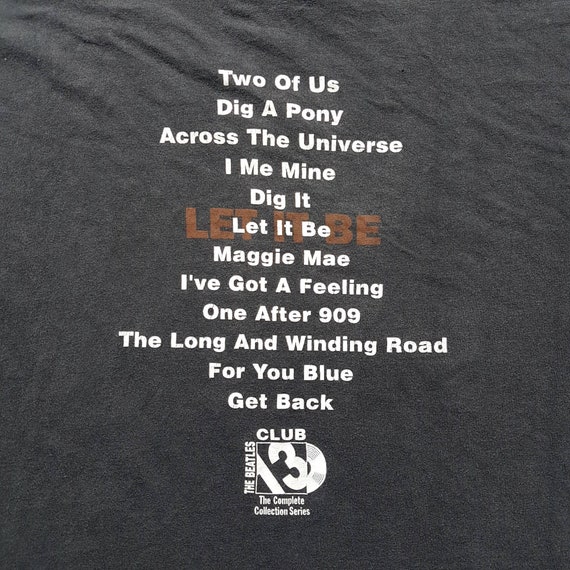 Two Of Us
Dig A Pony
Across The Universe
I Me Mine
Dig It
LET IT BE
Let It Be
Maggie Mae
I've Got A Feeling
One After 909
The Long And Winding Road
For You Blue
Get Back
CLUB
THE BEATLES
13
The Complete
Collection Series